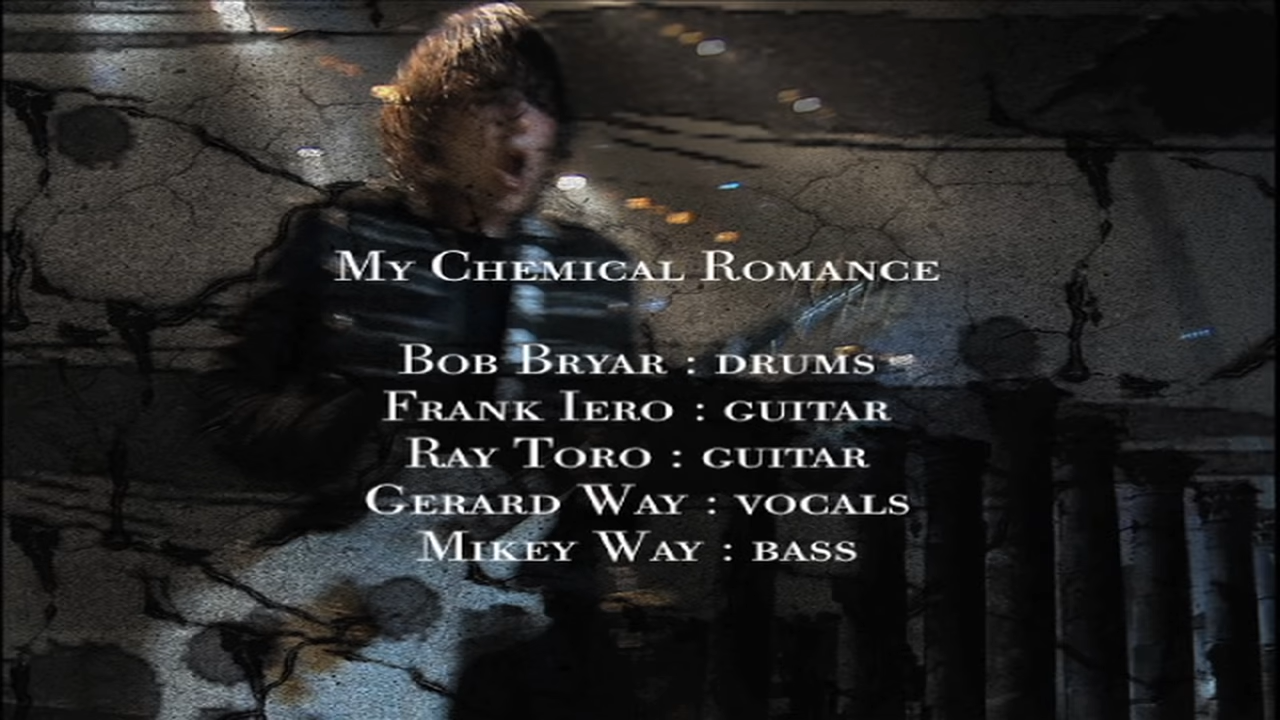 My Chemical Romance
Bob Bryar : drums
Frank Iero : guitar
Ray Toro : guitar
Gerard Way : vocals
Mikey Way : bass